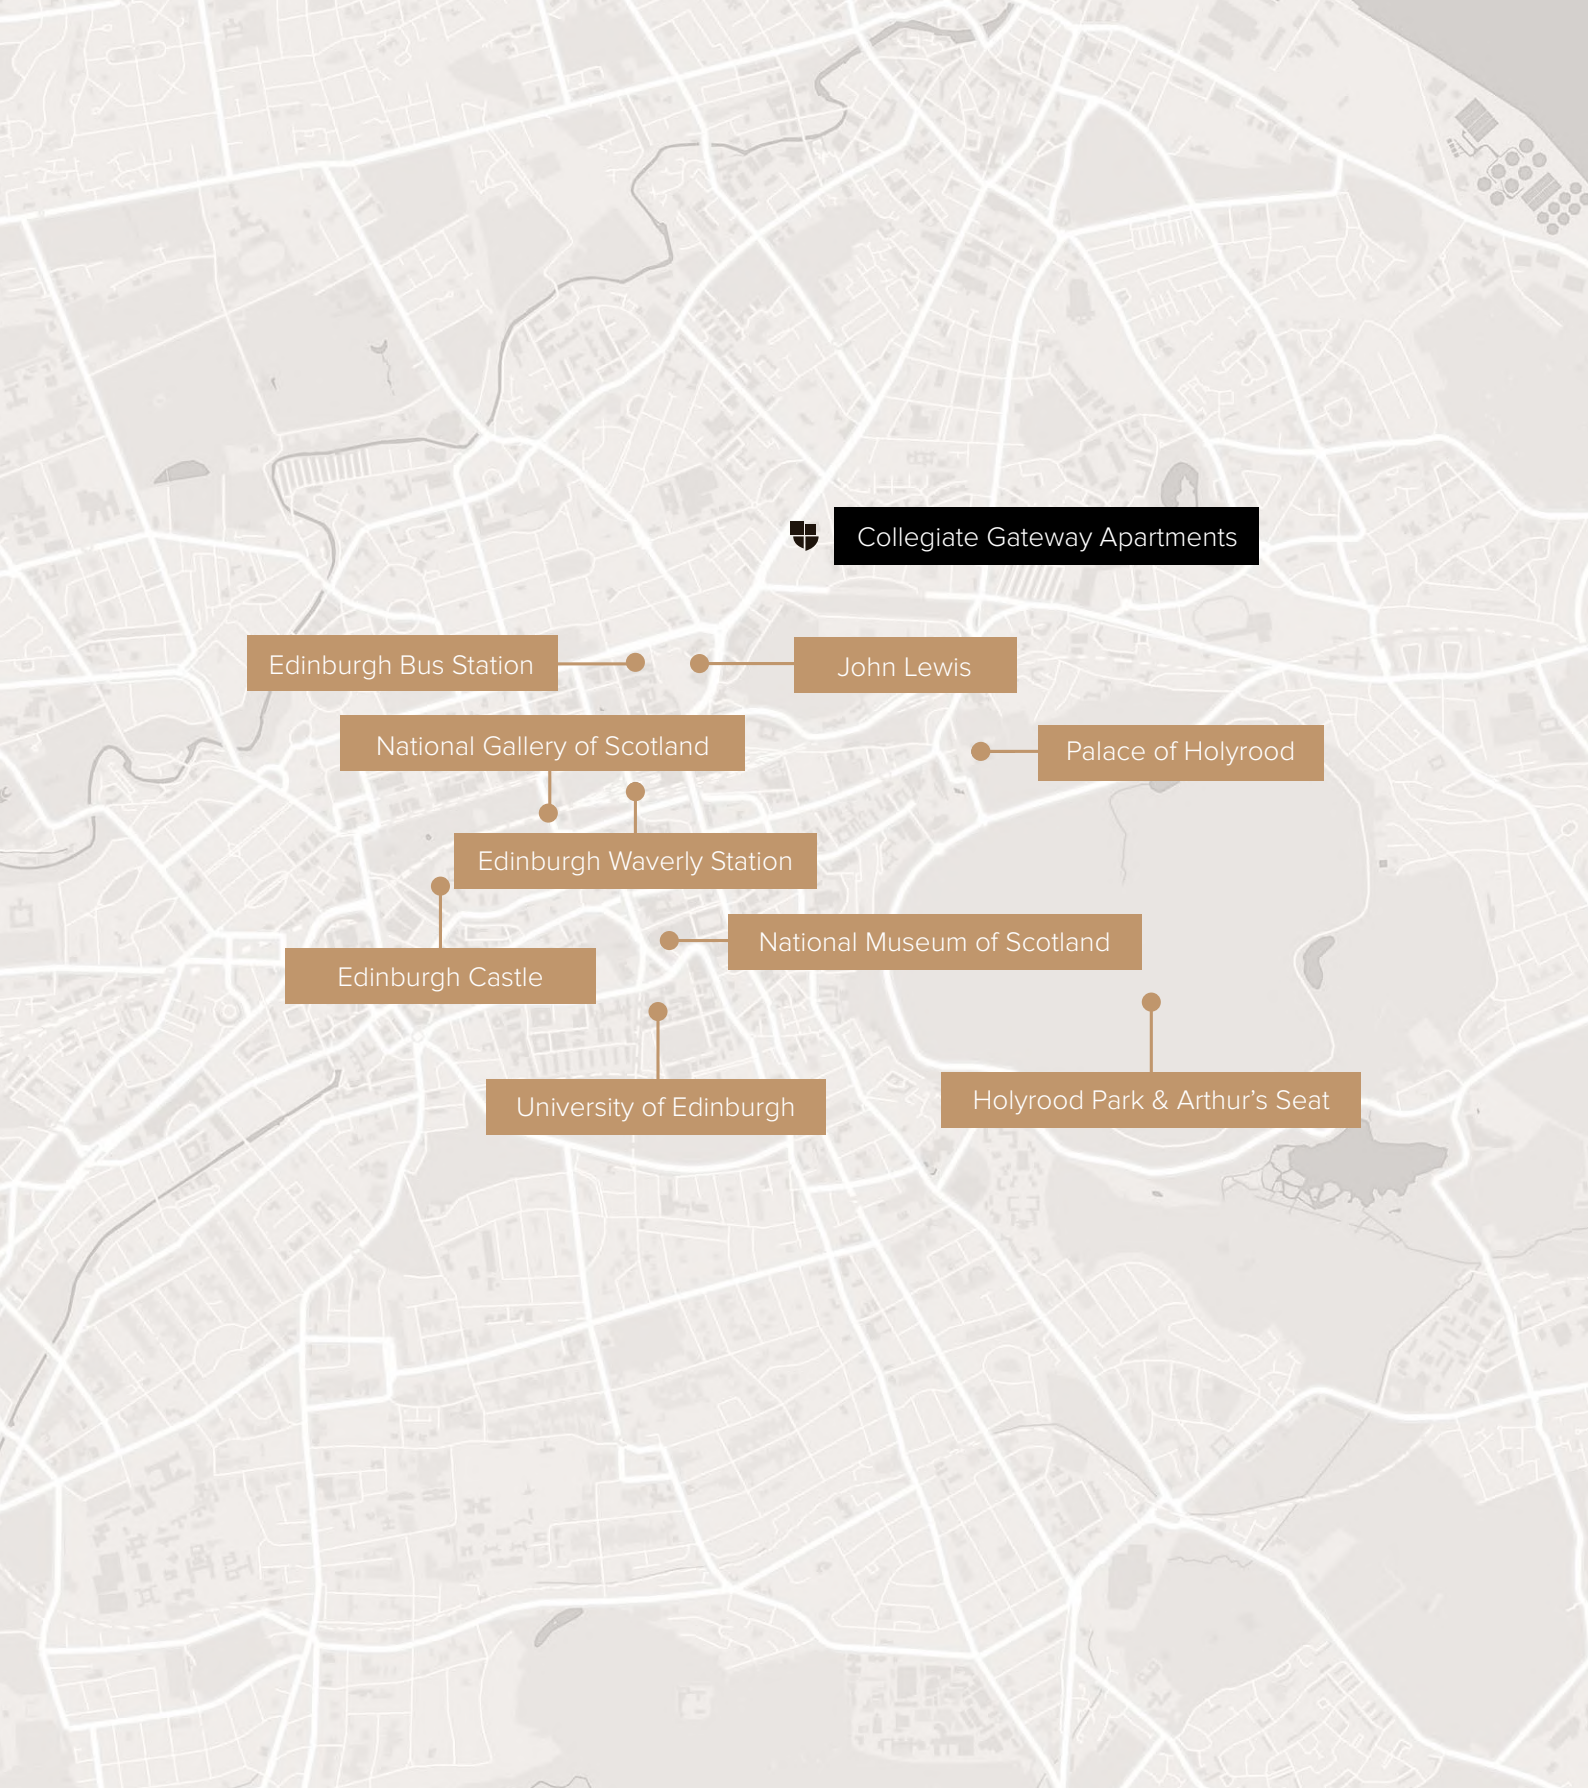 Collegiate Gateway Apartments
Edinburgh Bus Station
John Lewis
National Gallery of Scotland
Palace of Holyrood
Edinburgh Waverly Station
National Museum of Scotland
Edinburgh Castle
University of Edinburgh
Holyrood Park & Arthur’s Seat